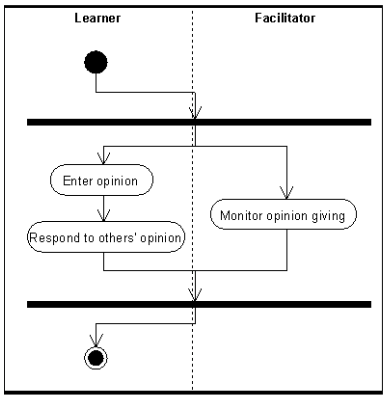 Learner
Facilitator
Enter opinion
Monitor opinion giving
Respond to others' opinion